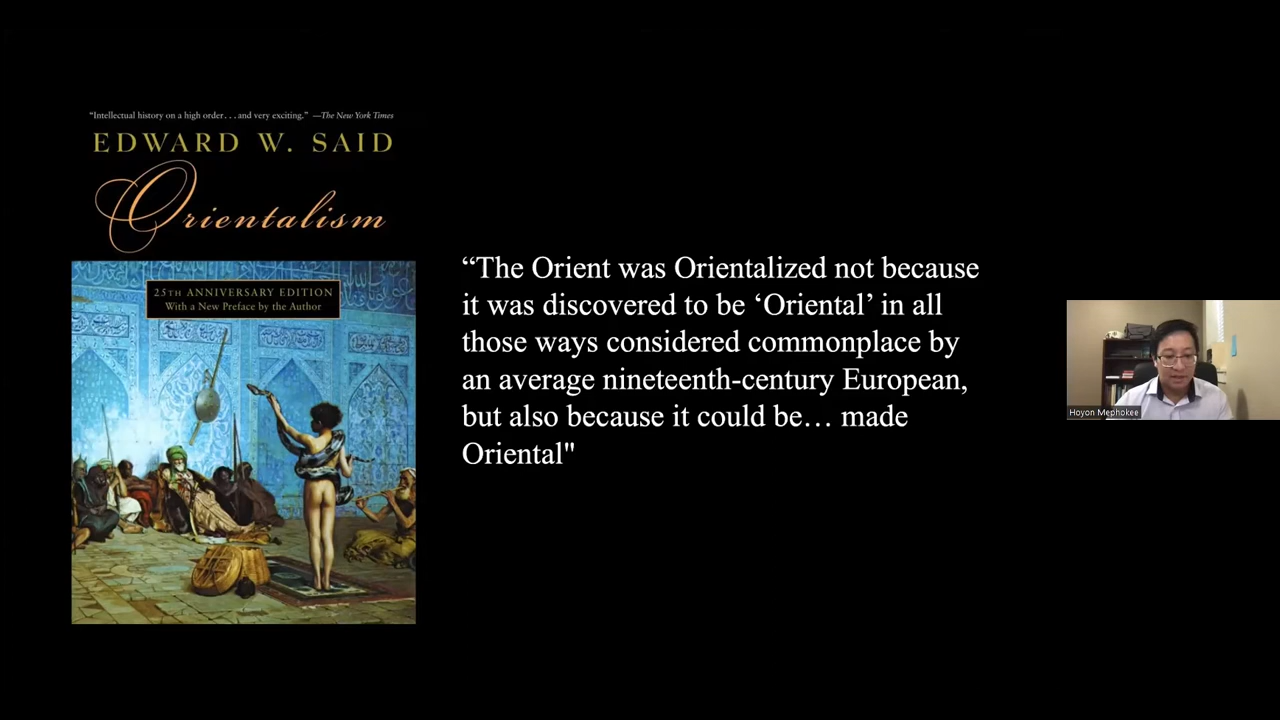 “Intellectual history on a high order . . . and very exciting.” —The New York Times
EDWARD W. SAID
Orientalism
25TH ANNIVERSARY EDITION
With a New Preface by the Author
“The Orient was Orientalized not because
it was discovered to be ‘Oriental’ in all
those ways considered commonplace by
an average nineteenth-century European,
but also because it could be… made
Oriental"
Hoyon Mephokee